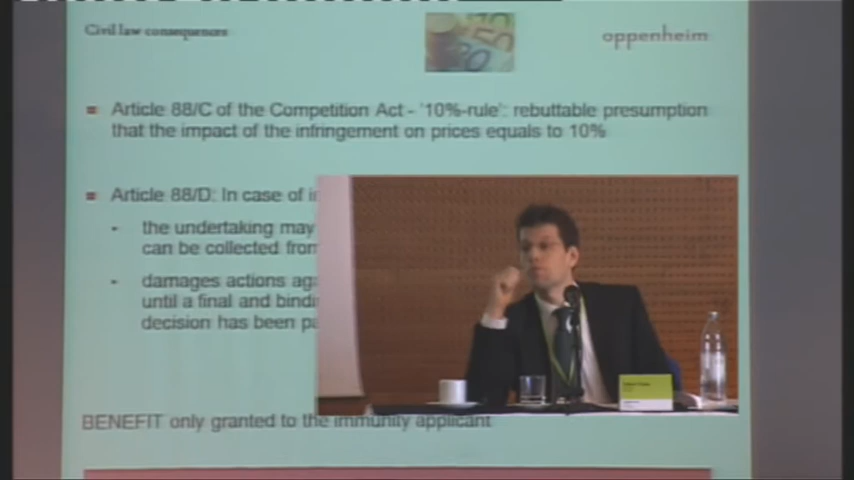 Civil law consequences
oppenheim
Article 88/C of the Competition Act - '10%-rule': rebuttable presumption
that the impact of the infringement on prices equals to 10%
Article 88/D: In case of
the undertaking may
can be collected from
damages actions
until a final and
decision has been
BENEFIT only granted to the immunity applicant